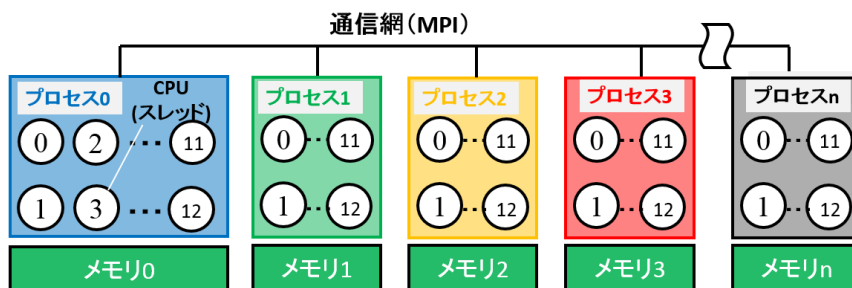 通信網(MPI)
プロセス0
CPU
(スレッド)
0 2 ・・・ 11
1 3 ・・・ 12
メモリ0
プロセス1
0 ・・ 11
1 ・・ 12
メモリ1
プロセス2
0 ・・ 11
1 ・・ 12
メモリ2
プロセス3
0 ・・ 11
1 ・・ 12
メモリ3
プロセスn
0 ・・ 11
1 ・・ 12
メモリn